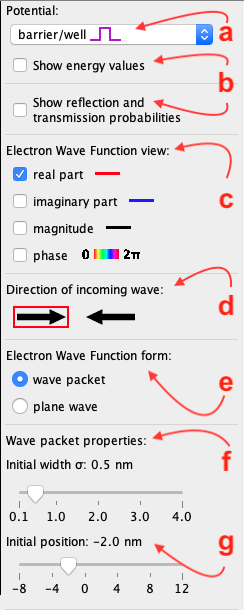 Potential:
barrier/well
a
Show energy values
b
Show reflection and
transmission probabilities
Electron Wave Function view:
real part
imaginary part
c
magnitude
phase 0 2π
Direction of incoming wave:
d
Electron Wave Function form:
wave packet
e
plane wave
Wave packet properties:
f
Initial width σ: 0.5 nm
0.1 1.0 2.0 3.0 4.0
Initial position: -2.0 nm
g
-8 -4 0 4 8 12